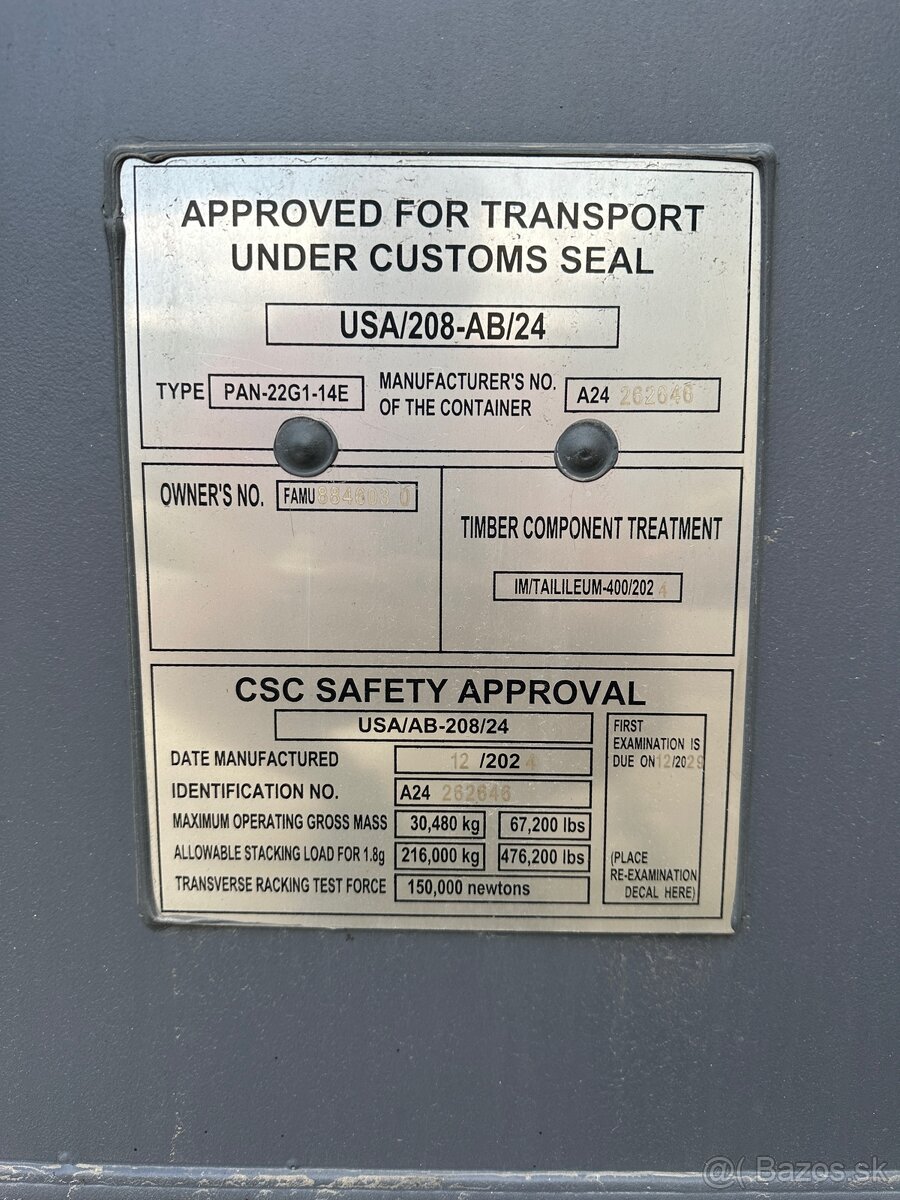 APPROVED FOR TRANSPORT
UNDER CUSTOMS SEAL
USA/208-AB/24
TYPE PAN-22G1-14E MANUFACTURER'S NO. OF THE CONTAINER A24 262646
OWNER'S NO. FAMU 884603 0
TIMBER COMPONENT TREATMENT
IM/TAILILEUM-400/2024
CSC SAFETY APPROVAL
USA/AB-208/24
DATE MANUFACTURED 12 /2024
IDENTIFICATION NO. A24 262646
MAXIMUM OPERATING GROSS MASS 30,480 kg 67,200 lbs
ALLOWABLE STACKING LOAD FOR 1.8g 216,000 kg 476,200 lbs
TRANSVERSE RACKING TEST FORCE 150,000 newtons
FIRST
EXAMINATION IS
DUE ON 12/2029
(PLACE
RE-EXAMINATION
DECAL HERE)
@( Bazos.sk